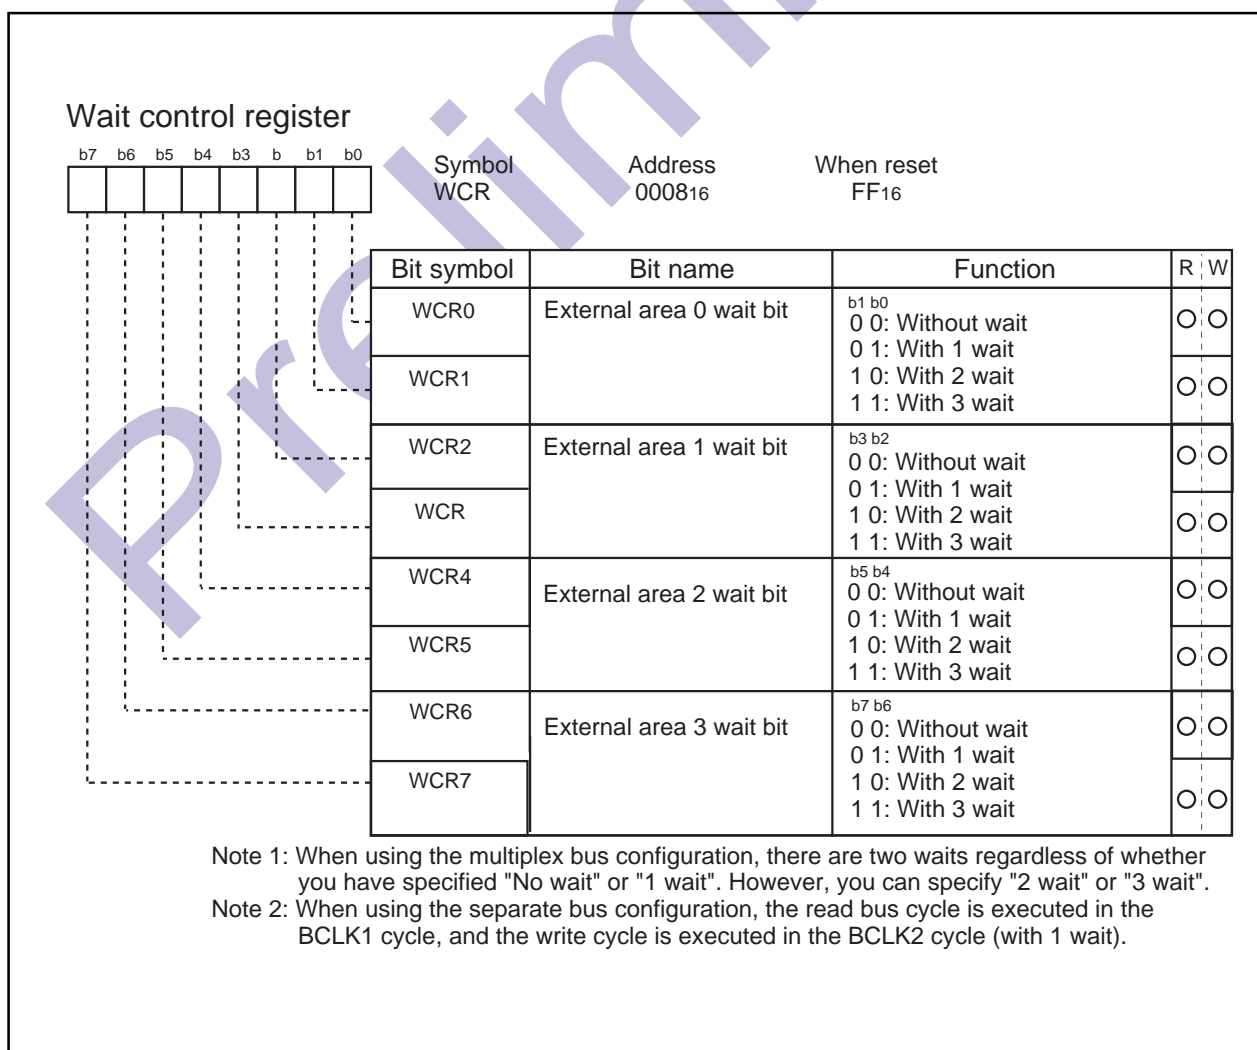 Prelim
Wait control register
b7 b6 b5 b4 b3 b b1 b0
Symbol Address When reset
WCR 000816 FF16
Bit symbol Bit name Function R W
WCR0 External area 0 wait bit b1 b0
0 0: Without wait
0 1: With 1 wait
WCR1 1 0: With 2 wait
1 1: With 3 wait
WCR2 External area 1 wait bit b3 b2
0 0: Without wait
0 1: With 1 wait
WCR 1 0: With 2 wait
1 1: With 3 wait
WCR4 External area 2 wait bit b5 b4
0 0: Without wait
0 1: With 1 wait
WCR5 1 0: With 2 wait
1 1: With 3 wait
WCR6 External area 3 wait bit b7 b6
0 0: Without wait
0 1: With 1 wait
WCR7 1 0: With 2 wait
1 1: With 3 wait
Note 1: When using the multiplex bus configuration, there are two waits regardless of whether
you have specified "No wait" or "1 wait". However, you can specify "2 wait" or "3 wait".
Note 2: When using the separate bus configuration, the read bus cycle is executed in the
BCLK1 cycle, and the write cycle is executed in the BCLK2 cycle (with 1 wait).